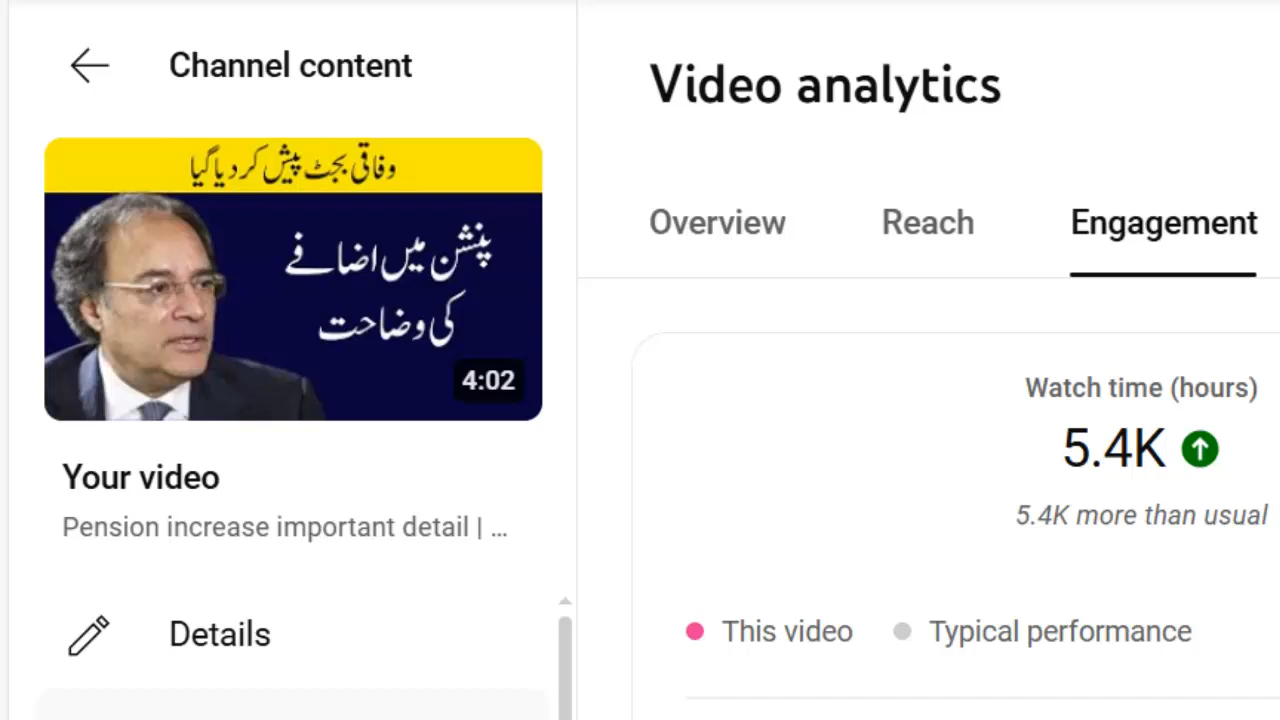 Channel content
وفاقی بجٹ پیش کر دیا گیا
پنشن میں اضافے
کی وضاحت
4:02
Your video
Pension increase important detail | ...
Details
Video analytics
Overview
Reach
Engagement
Watch time (hours)
5.4K
5.4K more than usual
This video
Typical performance